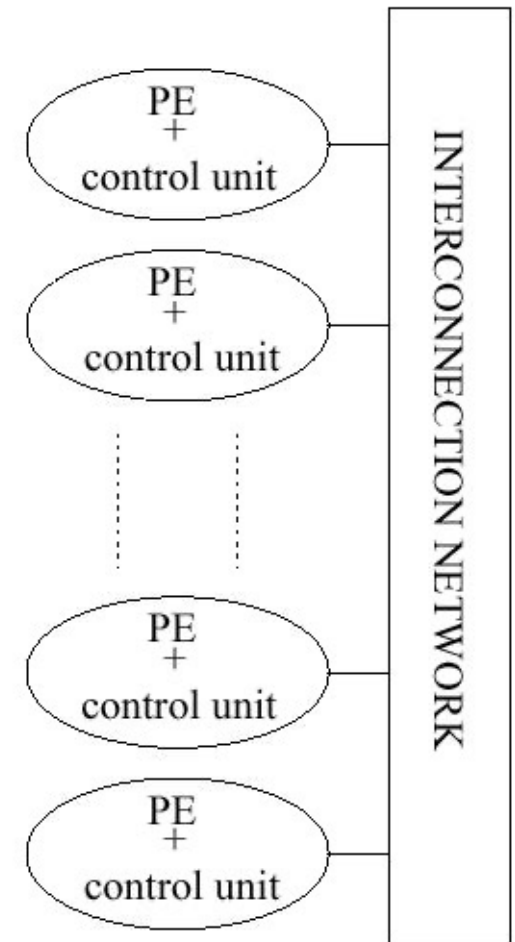 PE
+
control unit
PE
+
control unit
PE
+
control unit
PE
+
control unit
INTERCONNECTION NETWORK